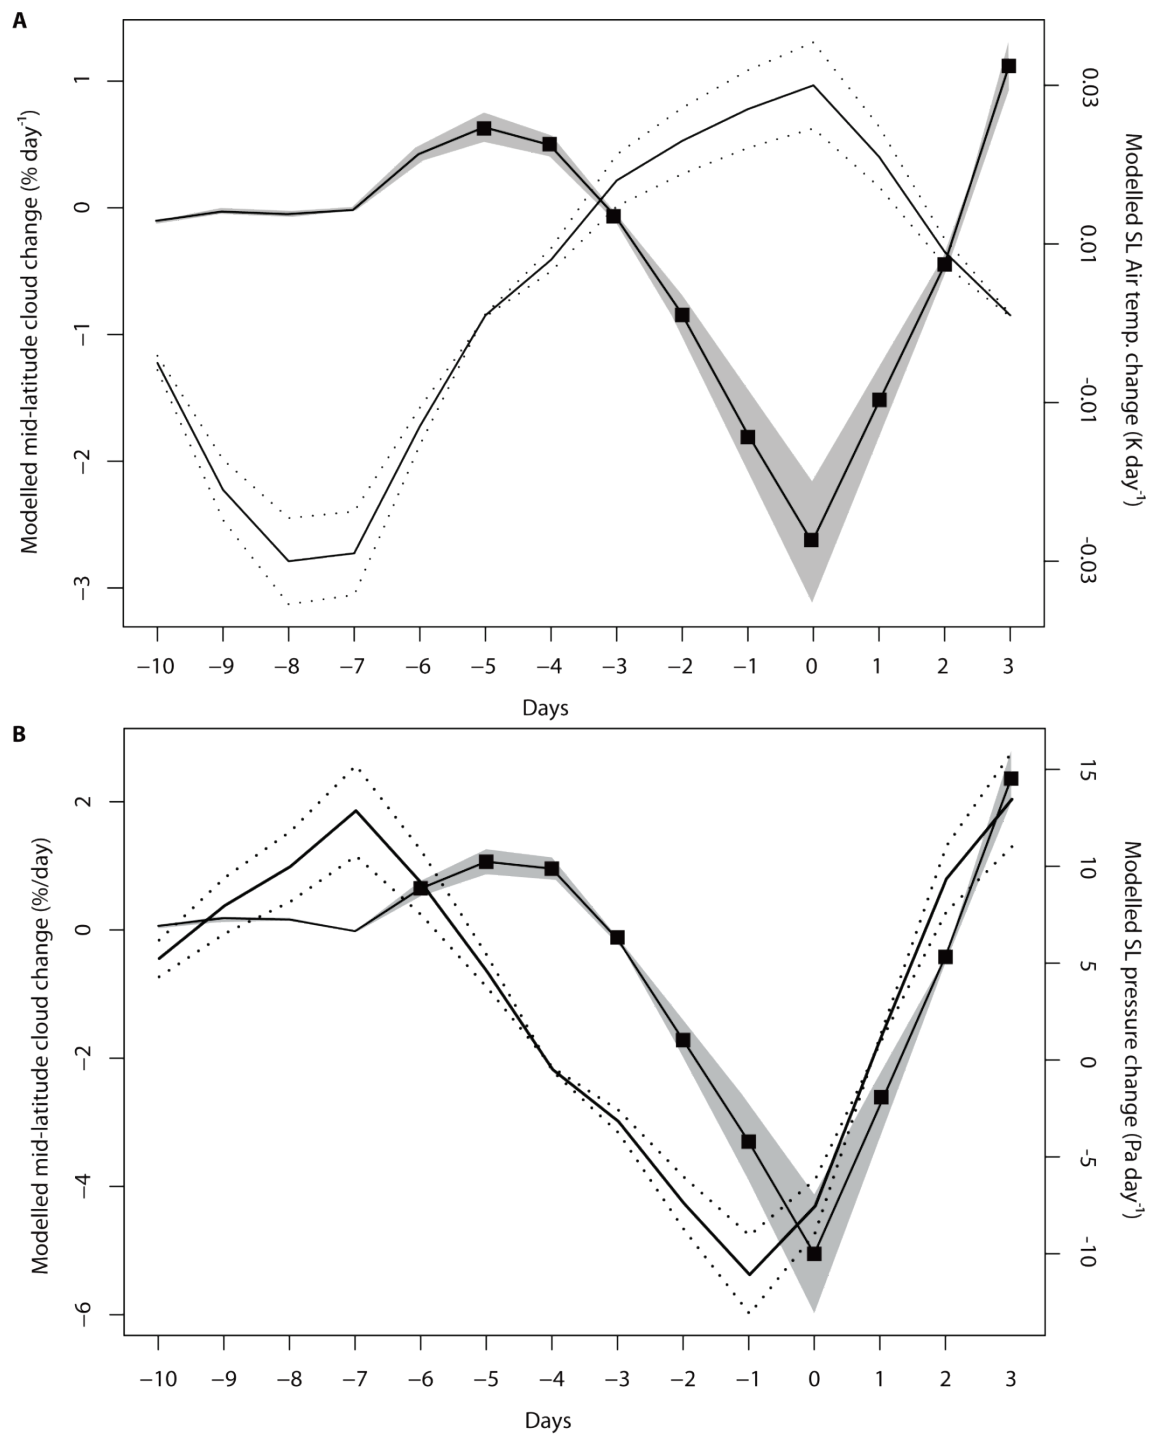 A
Modelled mid-latitude cloud change (% day⁻¹)
1
0
−1
−2
−3
0.03
0.01
-0.01
-0.03
Modelled SL Air temp. change (K day⁻¹)
−10 −9 −8 −7 −6 −5 −4 −3 −2 −1 0 1 2 3
Days
B
Modelled mid-latitude cloud change (%/day)
2
0
−2
−4
−6
15
10
5
0
-5
-10
Modelled SL pressure change (Pa day⁻¹)
−10 −9 −8 −7 −6 −5 −4 −3 −2 −1 0 1 2 3
Days